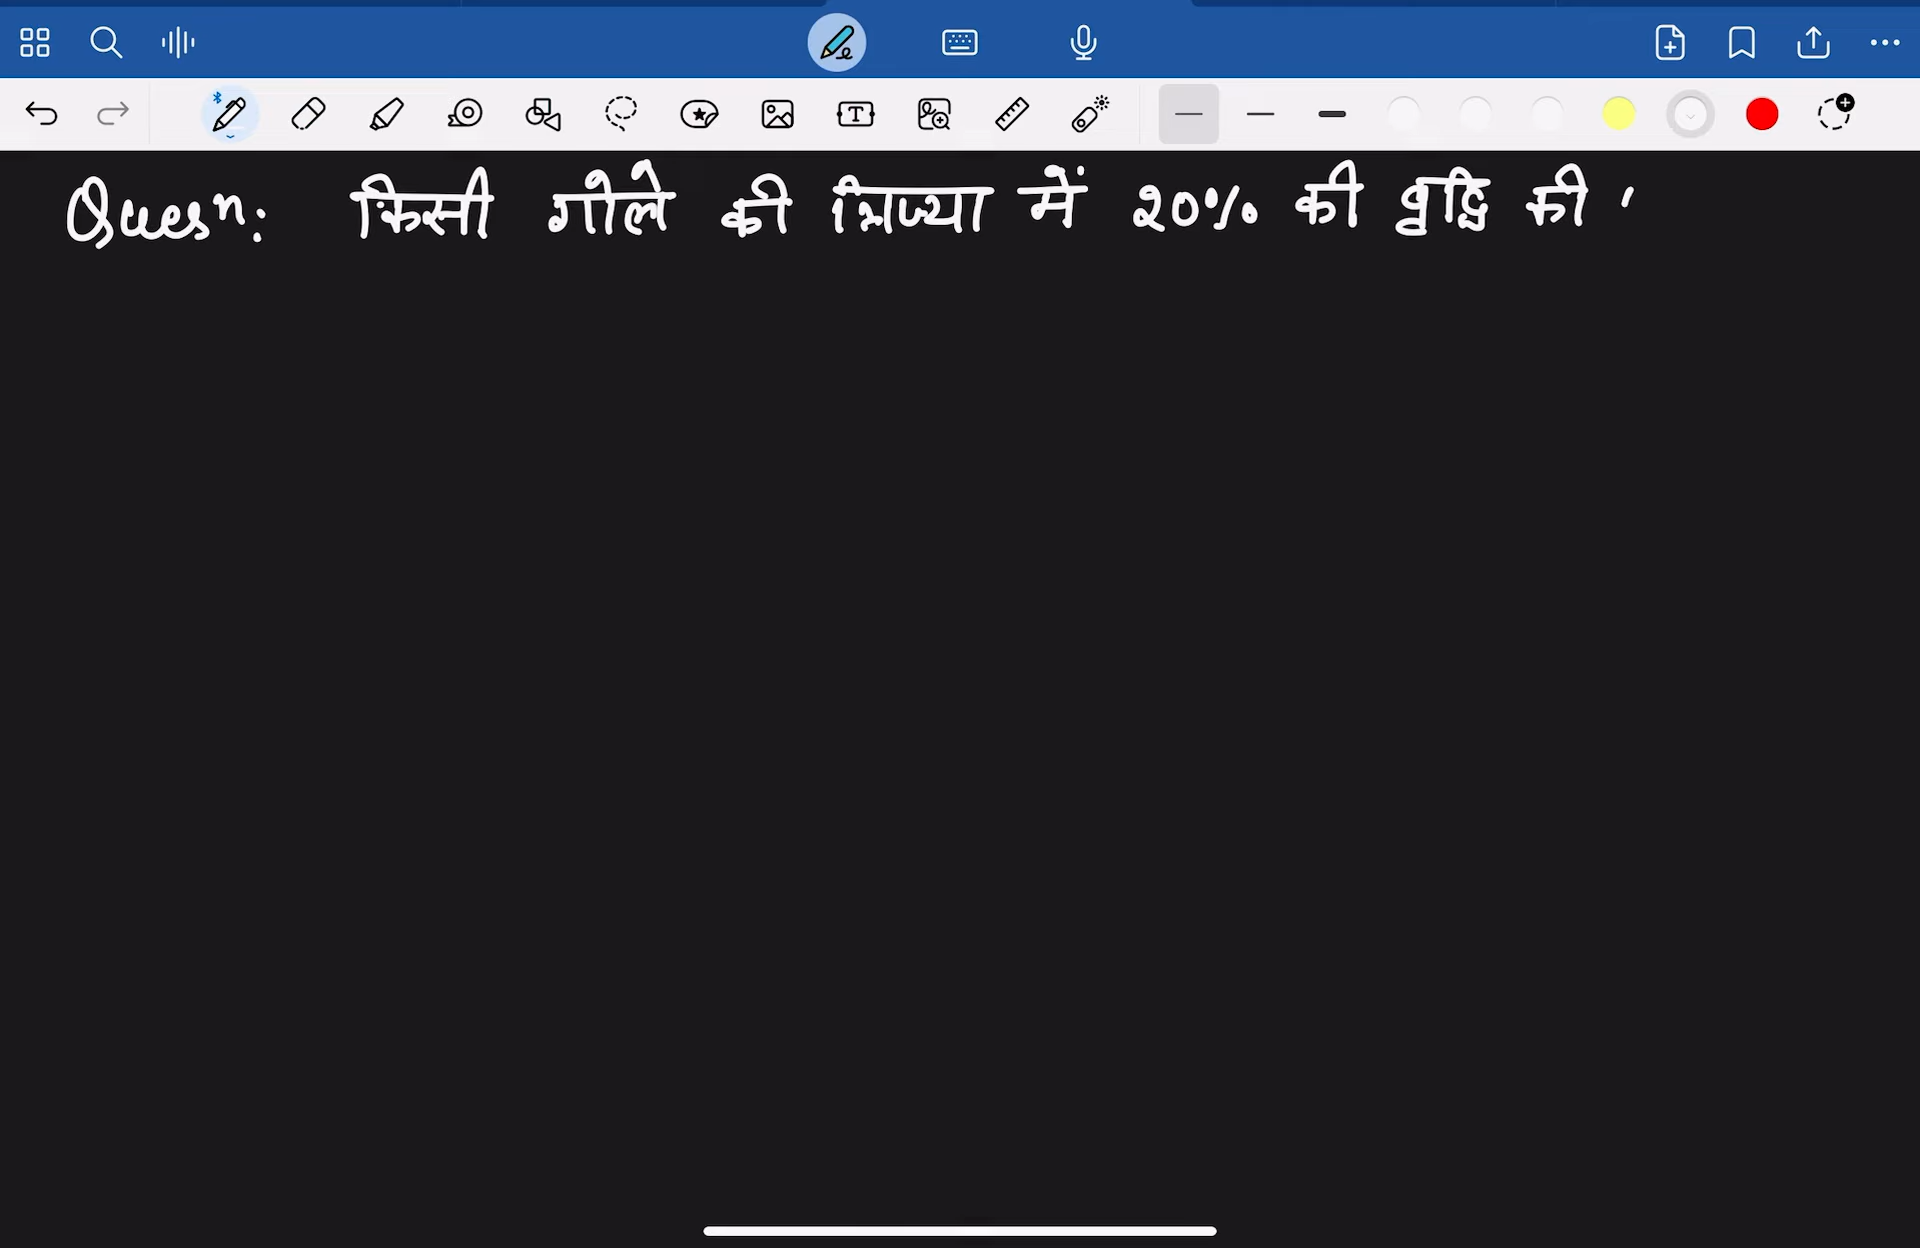 Quesn: किसी गोले की त्रिज्या में 20% की वृद्धि की